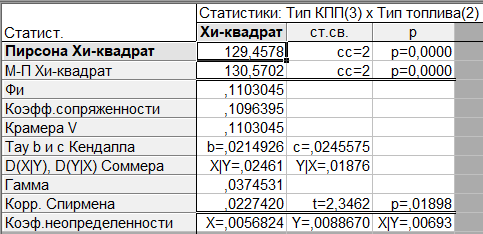 Статистики: Тип КПП(3) x Тип топлива(2)
Статист. Хи-квадрат ст.св. p
Пирсона Хи-квадрат 129,4578 сс=2 p=0,0000
М-П Хи-квадрат 130,5702 сс=2 p=0,0000
Фи ,1103045
Коэфф.сопряженности ,1096395
Крамера V ,1103045
Тау b и c Кендалла b=,0214926 c=,0245575
D(X|Y), D(Y|X) Соммера X|Y=,02461 Y|X=,01876
Гамма ,0374531
Корр. Спирмена ,0227420 t=2,3462 p=,01898
Коэф.неопределенности X=,0056824 Y=,0088670 X|Y=,00693